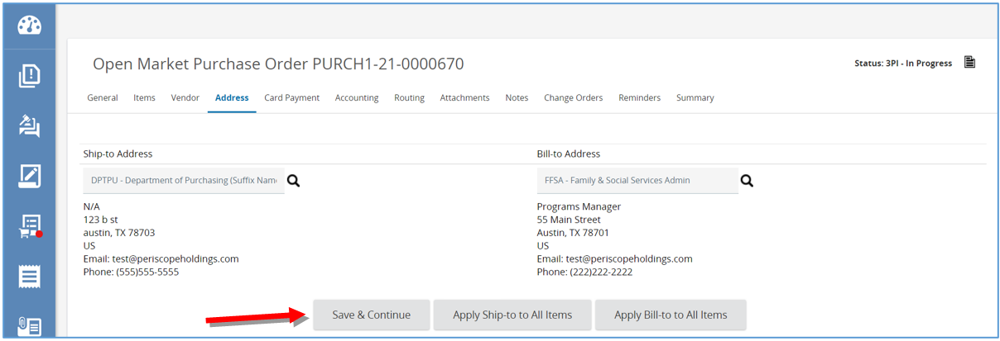 Open Market Purchase Order PURCH1-21-0000670
Status: 3PI - In Progress
General Items Vendor Address Card Payment Accounting Routing Attachments Notes Change Orders Reminders Summary
Ship-to Address
DPTPU - Department of Purchasing (Suffix Nam
N/A
123 b st
austin, TX 78703
US
Email: test@periscopeholdings.com
Phone: (555)555-5555
Bill-to Address
FFSA - Family & Social Services Admin
Programs Manager
55 Main Street
Austin, TX 78701
US
Email: test@periscopeholdings.com
Phone: (222)222-2222
Save & Continue Apply Ship-to to All Items Apply Bill-to to All Items